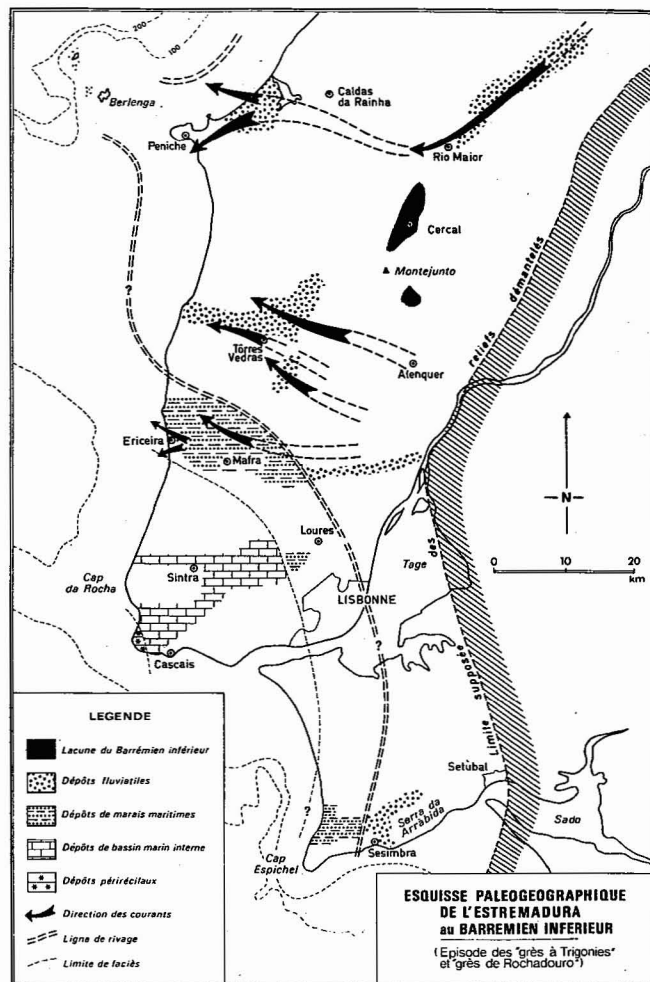 200
100
Berlenga
Caldas
da Rainha
Peniche
Rio Maior
Cercal
Montejunto
?
Tôrres
Vedras
Alenquer
Ericeira
Mafra
Limite supposée des reliefs démantelés
N
0 10 20
km
Loures
Tage
Cap
da Rocha
Sintra
LISBONNE
?
Cascais
LEGENDE
Lacune du Barrémien inférieur
Dépôts fluviatiles
Dépôts de marais maritimes
Dépôts de bassin marin interne
Dépôts périrécifaux
Direction des courants
Ligne de rivage
Limite de faciès
?
Setùbal
Sado
Serra da
Arràbida
Sesimbra
Cap
Espichel
ESQUISSE PALEOGEOGRAPHIQUE
DE L'ESTREMADURA
au BARREMIEN INFERIEUR
(Episode des "grès à Trigonies"
et "grès de Rochadouro")